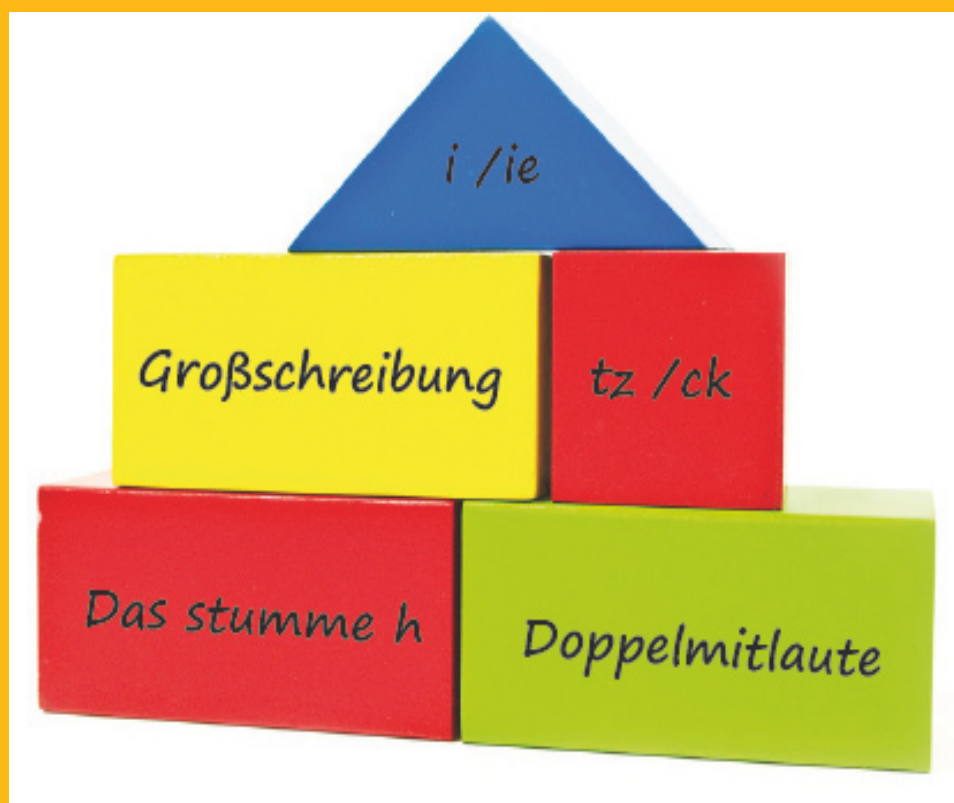 i /ie
Großschreibung
tz /ck
Das stumme h
Doppelmitlaute